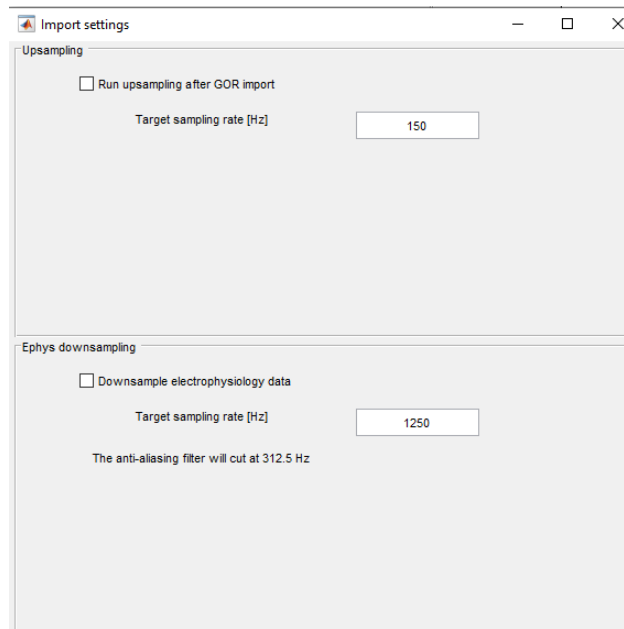 Import settings
Upsampling
Run upsampling after GOR import
Target sampling rate [Hz]
150
Ephys downsampling
Downsample electrophysiology data
Target sampling rate [Hz]
1250
The anti-aliasing filter will cut at 312.5 Hz